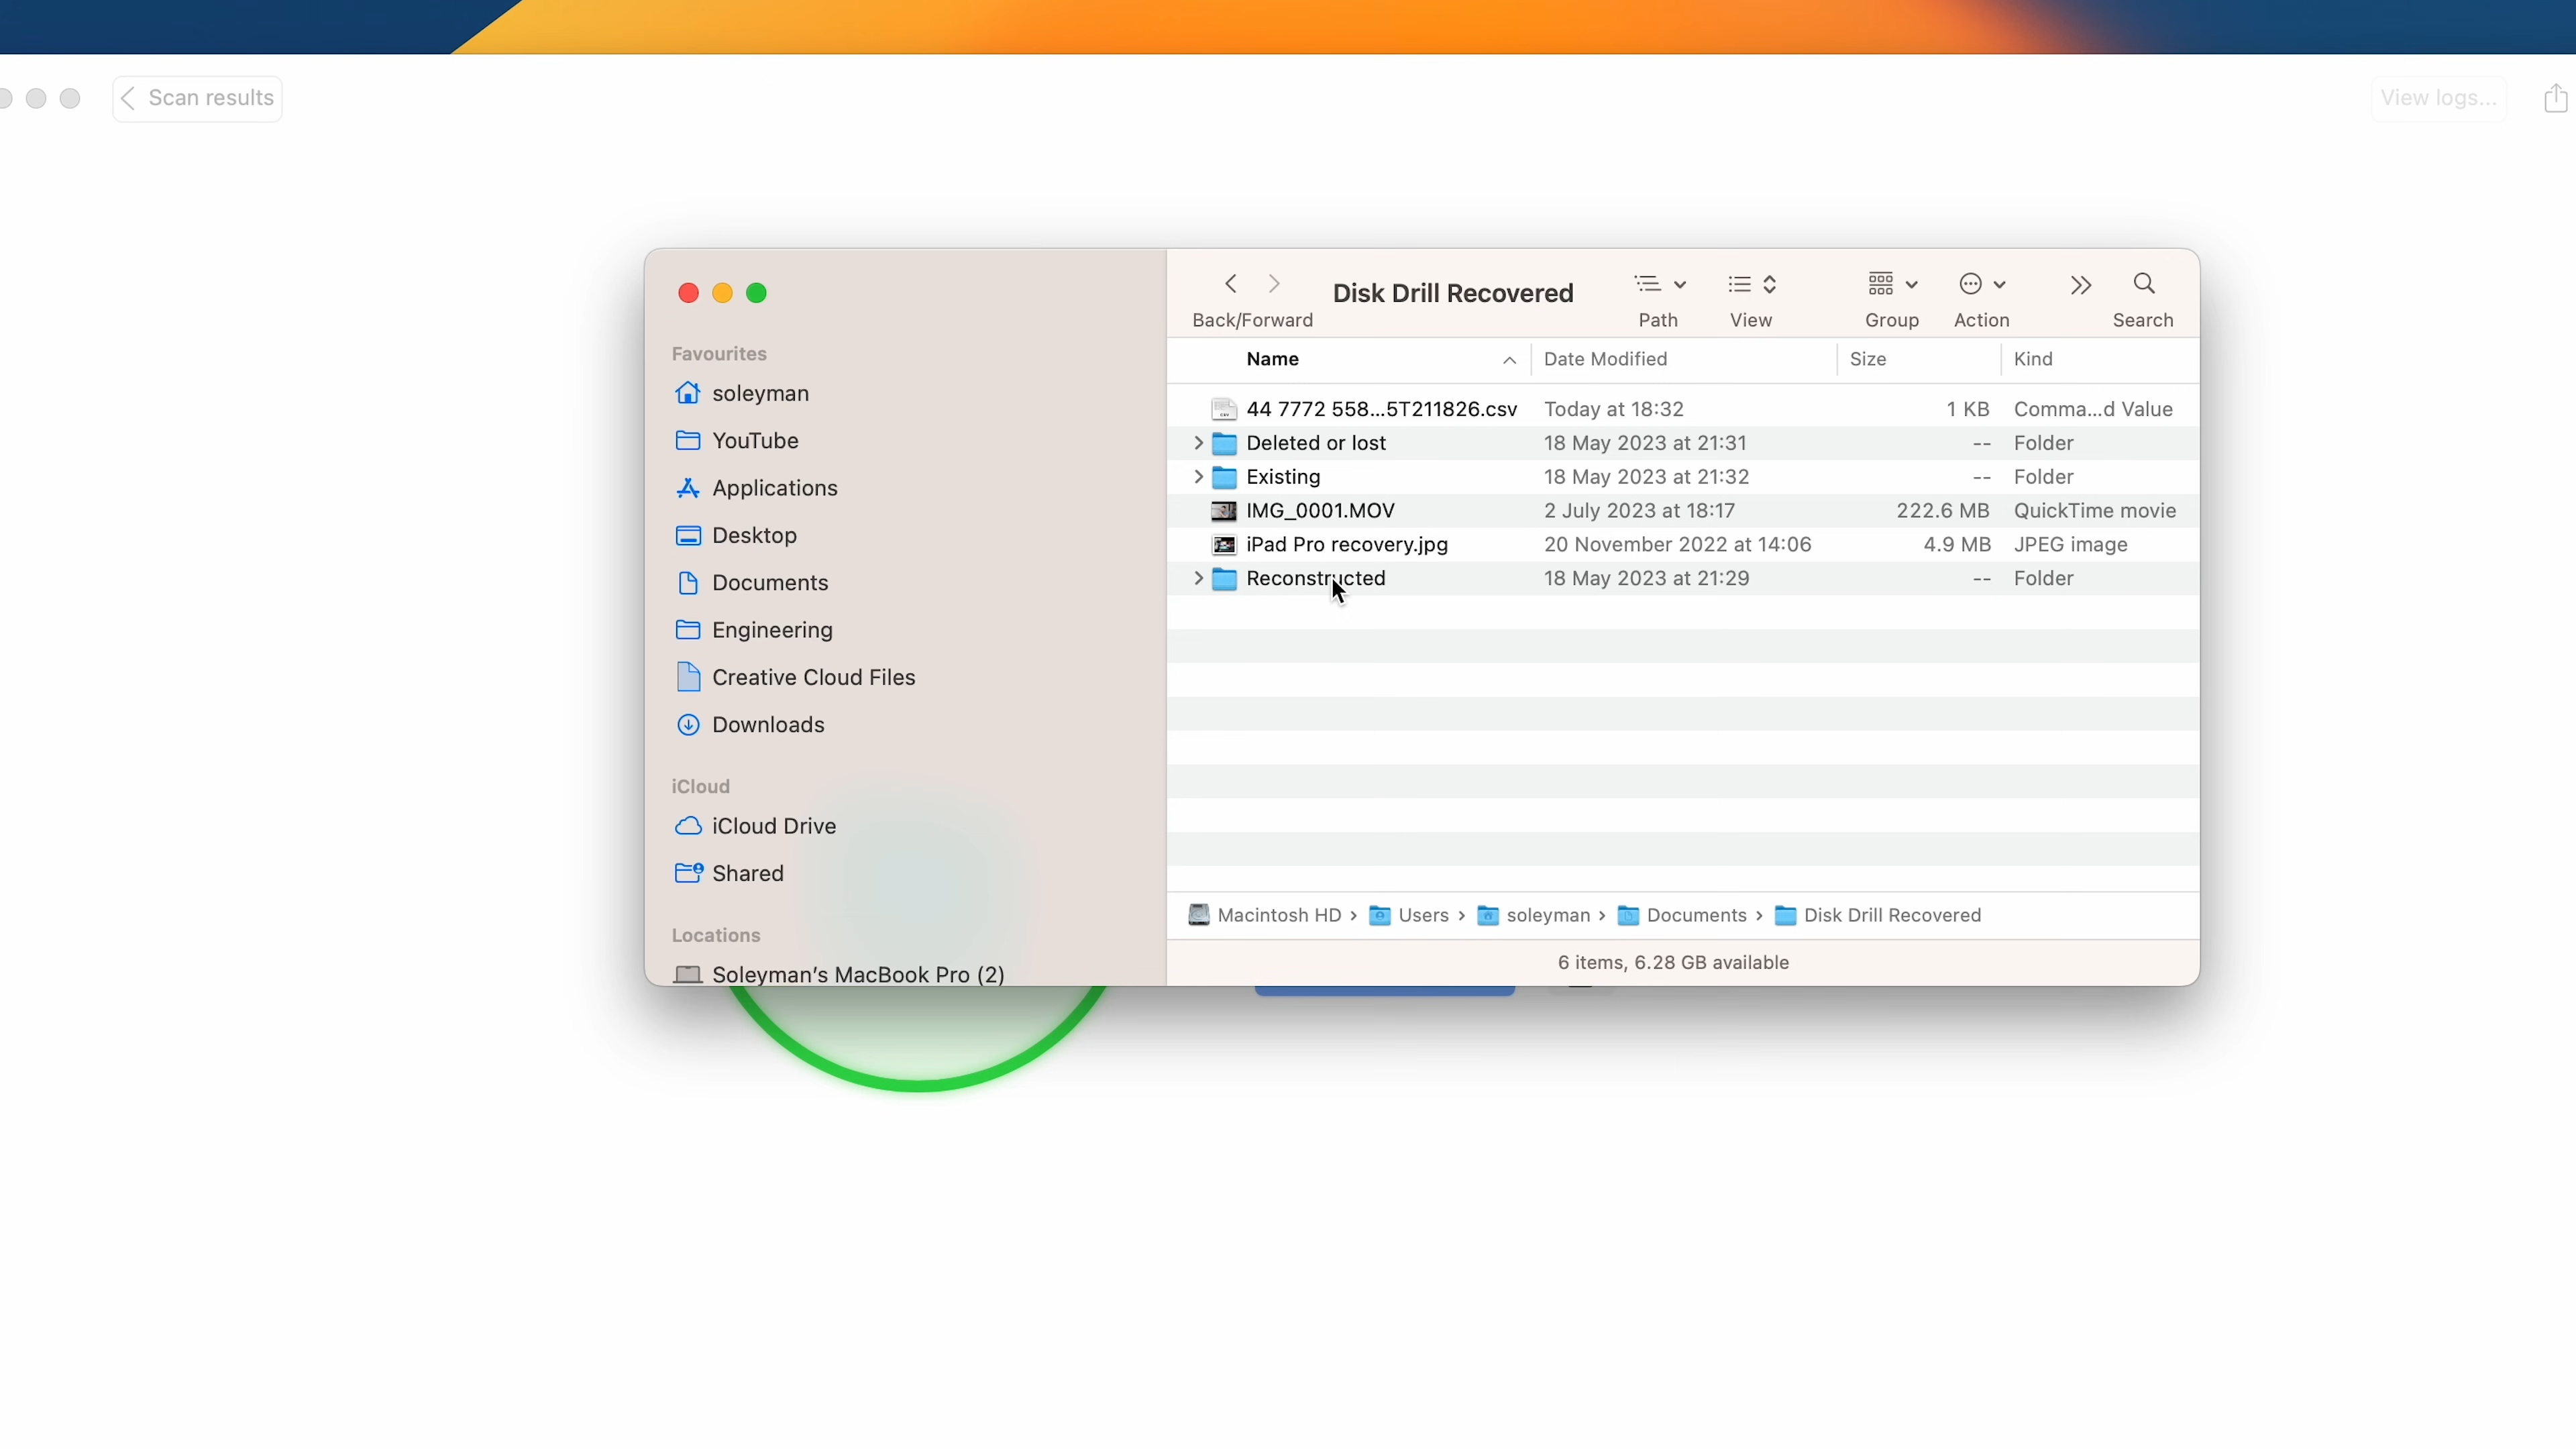 Scan results
View logs...
Disk Drill Recovered
Back/Forward Path View Group Action Search
Favourites
soleyman
YouTube
Applications
Desktop
Documents
Engineering
Creative Cloud Files
Downloads
iCloud
iCloud Drive
Shared
Locations
Soleyman's MacBook Pro (2)
Name Date Modified Size Kind
44 7772 558...5T211826.csv Today at 18:32 1 KB Comma...d Value
Deleted or lost 18 May 2023 at 21:31 -- Folder
Existing 18 May 2023 at 21:32 -- Folder
IMG_0001.MOV 2 July 2023 at 18:17 222.6 MB QuickTime movie
iPad Pro recovery.jpg 20 November 2022 at 14:06 4.9 MB JPEG image
Reconstructed 18 May 2023 at 21:29 -- Folder
Macintosh HD › Users › soleyman › Documents › Disk Drill Recovered
6 items, 6.28 GB available